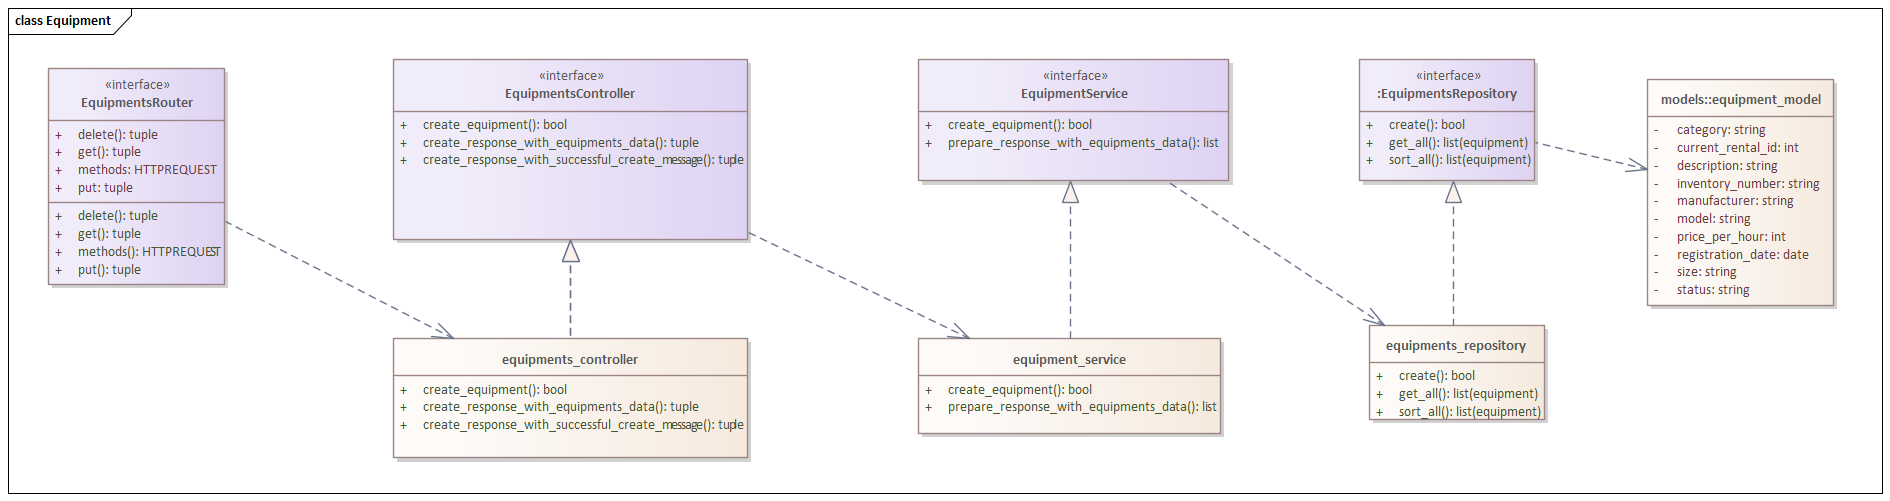 class Equipment
«interface»
EquipmentsRouter
+ delete(): tuple
+ get(): tuple
+ methods: HTTPREQUEST
+ put: tuple
+ delete(): tuple
+ get(): tuple
+ methods(): HTTPREQUEST
+ put(): tuple
«interface»
EquipmentsController
+ create_equipment(): bool
+ create_response_with_equipments_data(): tuple
+ create_response_with_successful_create_message(): tuple
«interface»
EquipmentService
+ create_equipment(): bool
+ prepare_response_with_equipments_data(): list
«interface»
:EquipmentsRepository
+ create(): bool
+ get_all(): list(equipment)
+ sort_all(): list(equipment)
models::equipment_model
- category: string
- current_rental_id: int
- description: string
- inventory_number: string
- manufacturer: string
- model: string
- price_per_hour: int
- registration_date: date
- size: string
- status: string
equipments_controller
+ create_equipment(): bool
+ create_response_with_equipments_data(): tuple
+ create_response_with_successful_create_message(): tuple
equipment_service
+ create_equipment(): bool
+ prepare_response_with_equipments_data(): list
equipments_repository
+ create(): bool
+ get_all(): list(equipment)
+ sort_all(): list(equipment)